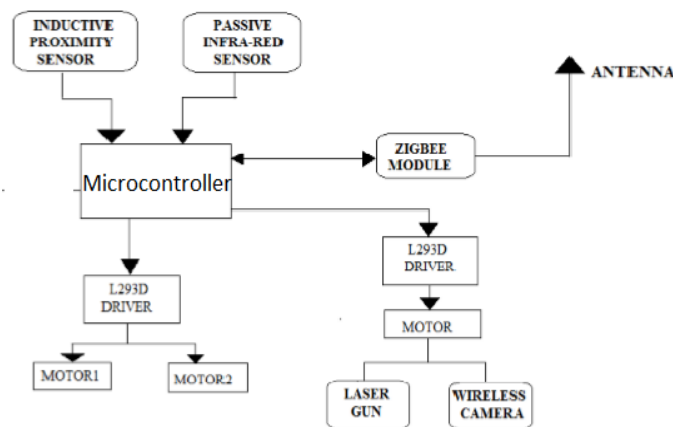 INDUCTIVE
PROXIMITY
SENSOR
PASSIVE
INFRA-RED
SENSOR
ANTENNA
ZIGBEE
MODULE
Microcontroller
L293D
DRIVER
L293D
DRIVER
MOTOR
MOTOR1
MOTOR2
LASER
GUN
WIRELESS
CAMERA